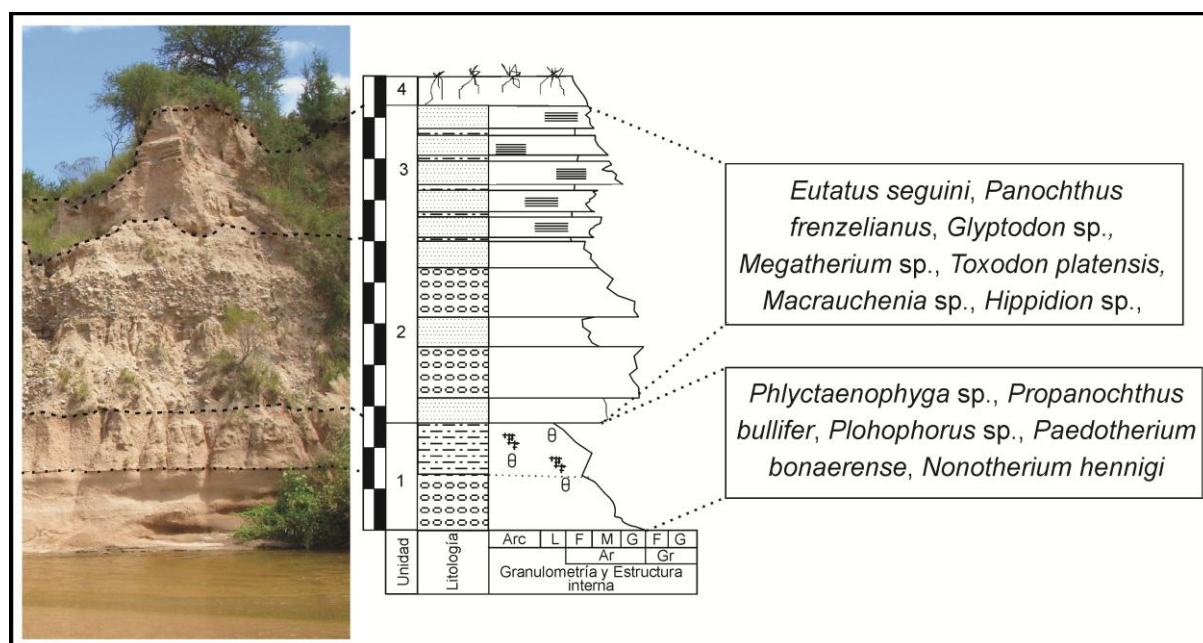 4
3
2
1
Eutatus seguini, Panochthus
frenzelianus, Glyptodon sp.,
Megatherium sp., Toxodon platensis,
Macrauchenia sp., Hippidion sp.,
Phlyctaenophyga sp., Propanochthus
bullifer, Plohophorus sp., Paedotherium
bonaerense, Nonotherium hennigi
Unidad
Litología
Arc L F M G F G
Ar Gr
Granulometría y Estructura
interna